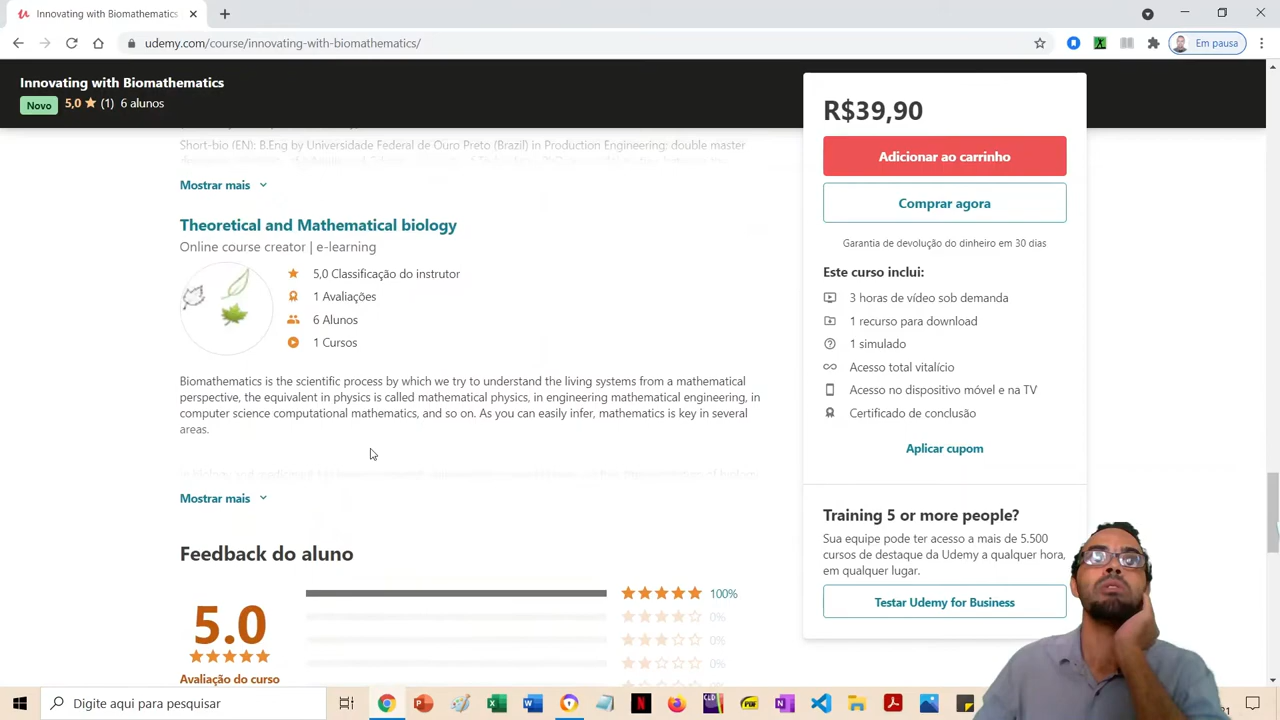 Innovating with Biomathematics
udemy.com/course/innovating-with-biomathematics/
Em pausa
Innovating with Biomathematics
Novo 5,0 (1) 6 alunos
Short-bio (EN): B.Eng by Universidade Federal de Ouro Preto (Brazil) in Production Engineering; double master
Mostrar mais
Theoretical and Mathematical biology
Online course creator | e-learning
5,0 Classificação do instrutor
1 Avaliações
6 Alunos
1 Cursos
Biomathematics is the scientific process by which we try to understand the living systems from a mathematical
perspective, the equivalent in physics is called mathematical physics, in engineering mathematical engineering, in
computer science computational mathematics, and so on. As you can easily infer, mathematics is key in several
areas.
Mostrar mais
Feedback do aluno
5.0
Avaliação do curso
100%
0%
0%
0%
R$39,90
Adicionar ao carrinho
Comprar agora
Garantia de devolução do dinheiro em 30 dias
Este curso inclui:
3 horas de vídeo sob demanda
1 recurso para download
1 simulado
Acesso total vitalício
Acesso no dispositivo móvel e na TV
Certificado de conclusão
Aplicar cupom
Training 5 or more people?
Sua equipe pode ter acesso a mais de 5.500
cursos de destaque da Udemy a qualquer hora,
em qualquer lugar.
Testar Udemy for Business
Digite aqui para pesquisar